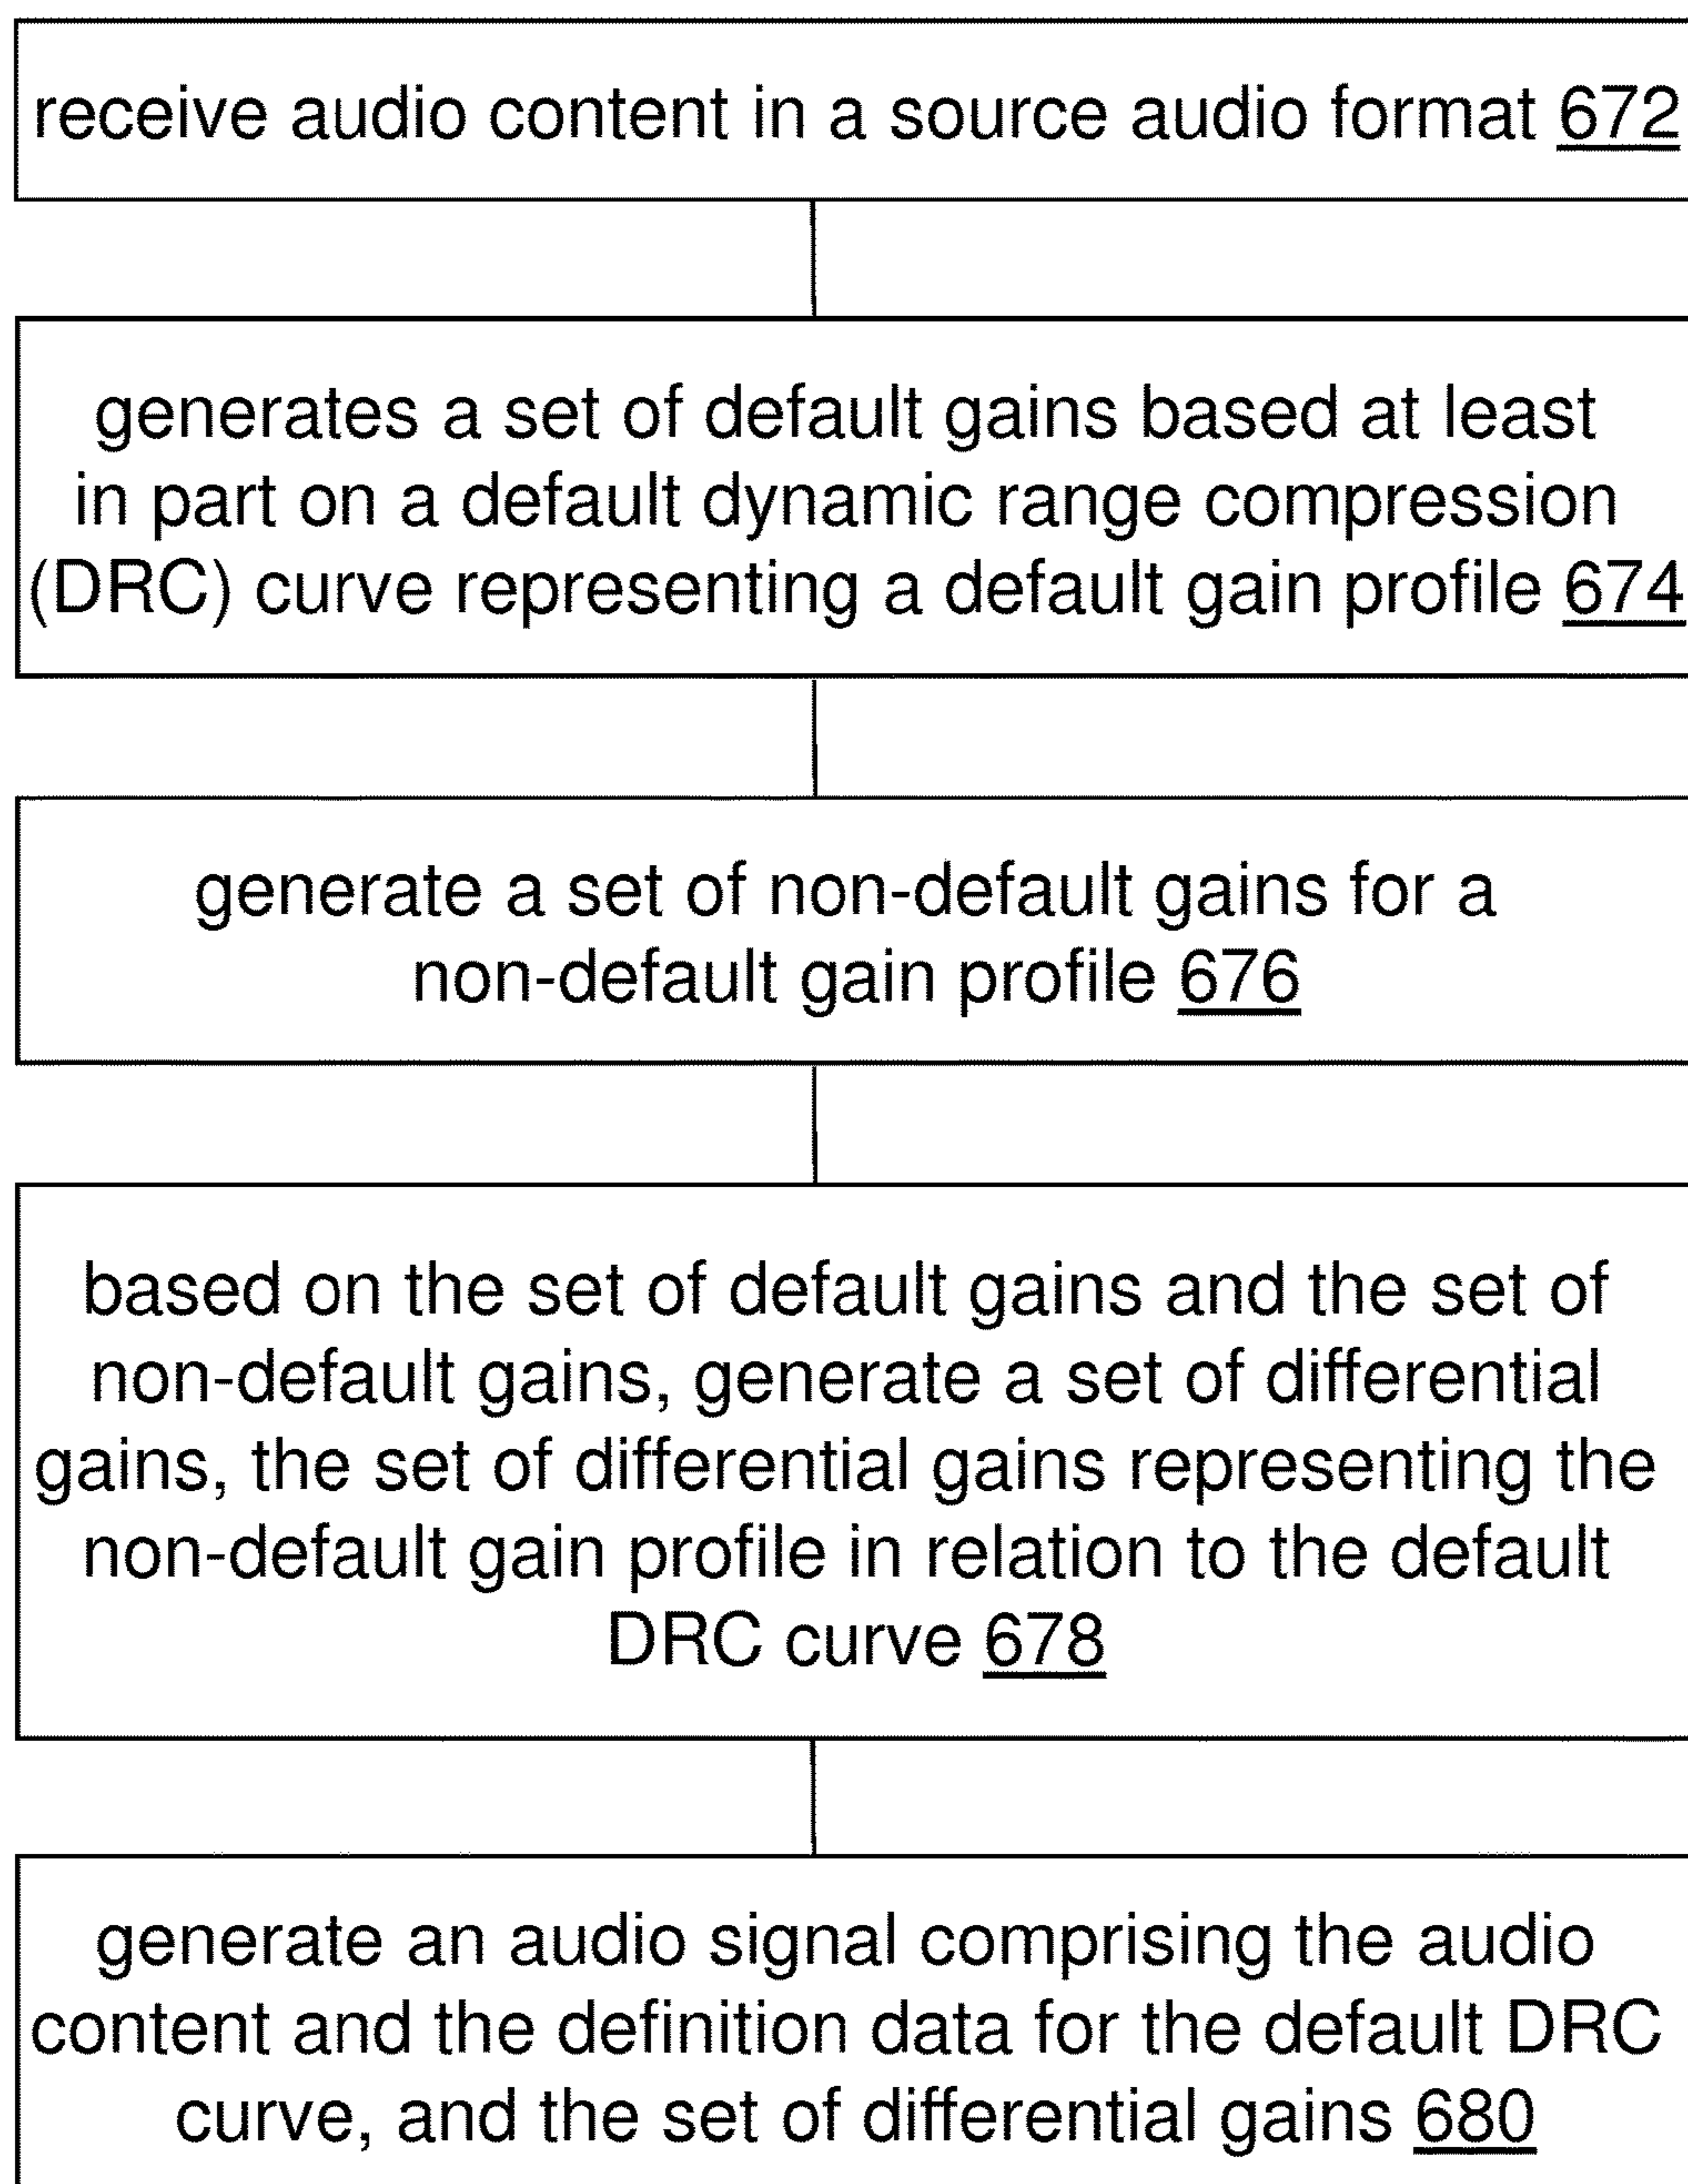 receive audio content in a source audio format 672
generates a set of default gains based at least
in part on a default dynamic range compression
(DRC) curve representing a default gain profile 674
generate a set of non-default gains for a
non-default gain profile 676
based on the set of default gains and the set of
non-default gains, generate a set of differential
gains, the set of differential gains representing the
non-default gain profile in relation to the default
DRC curve 678
generate an audio signal comprising the audio
content and the definition data for the default DRC
curve, and the set of differential gains 680